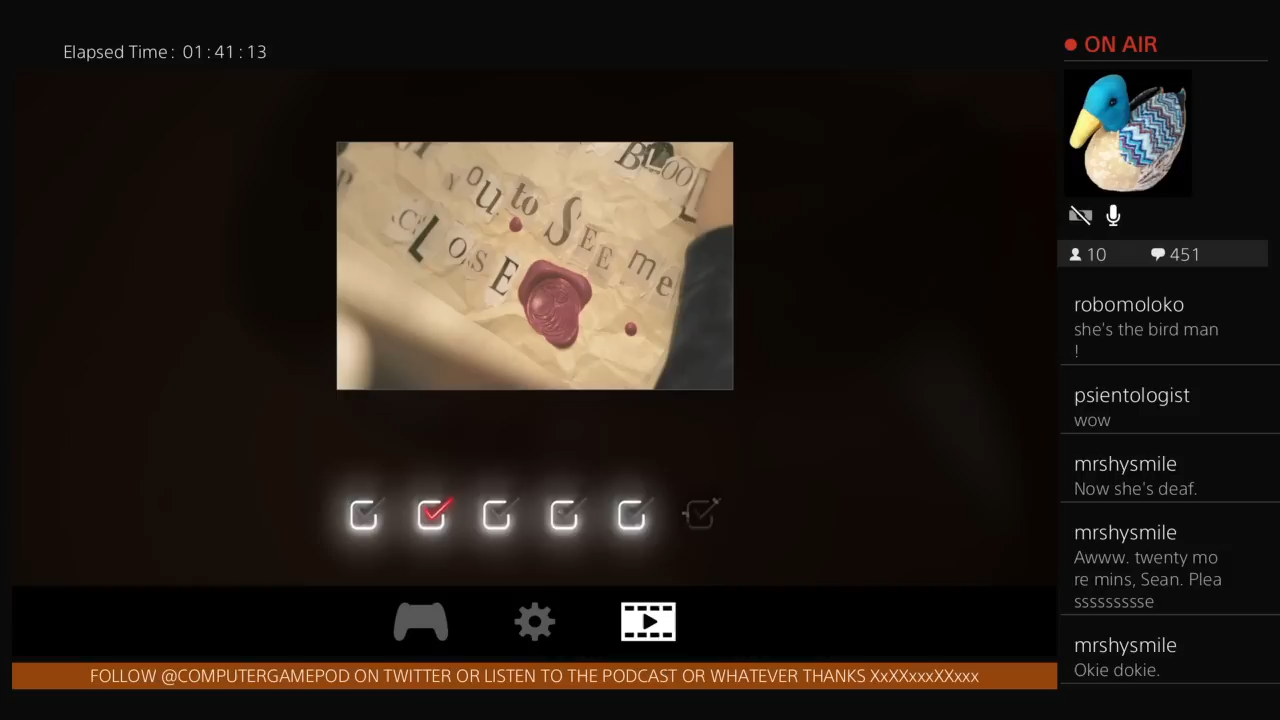 Elapsed Time: 01:41:13
BLOOD
YOU to SEE me
CLOSE
FOLLOW @COMPUTERGAMEPOD ON TWITTER OR LISTEN TO THE PODCAST OR WHATEVER THANKS XxXXxxxXXxxx
ON AIR
10 451
robomoloko
she's the bird man
!
psientologist
wow
mrshysmile
Now she's deaf.
mrshysmile
Awww. twenty mo
re mins, Sean. Plea
ssssssssse
mrshysmile
Okie dokie.